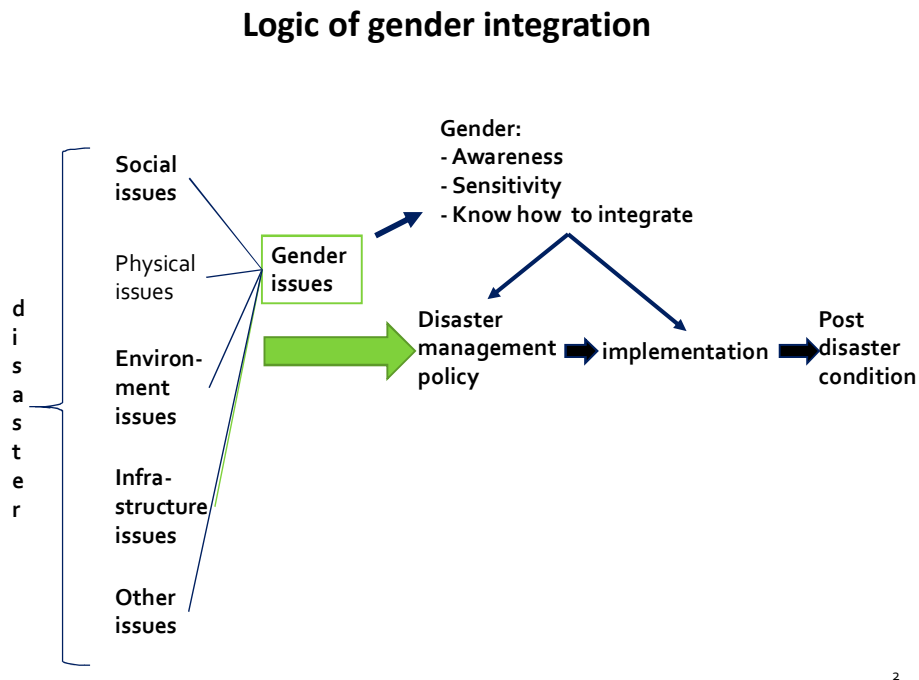 Logic of gender integration
disaster
Social
issues
Physical
issues
Environ-
ment
issues
Infra-
structure
issues
Other
issues
Gender
issues
Gender:
- Awareness
- Sensitivity
- Know how  to integrate
Disaster
management
policy
implementation
Post
disaster
condition
2